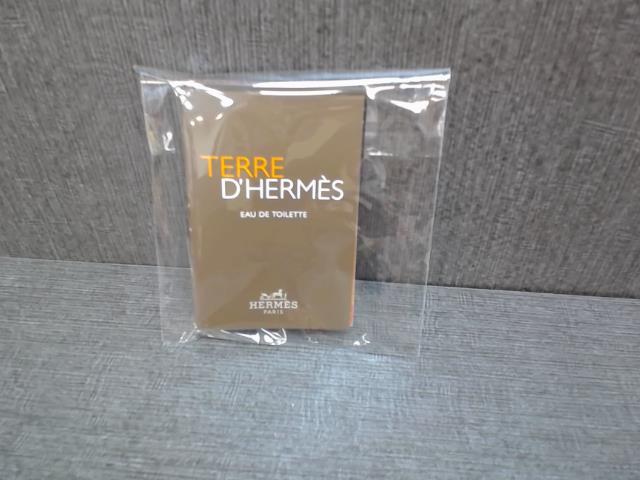 TERRE
D'HERMÈS
EAU DE TOILETTE
HERMÈS
PARIS